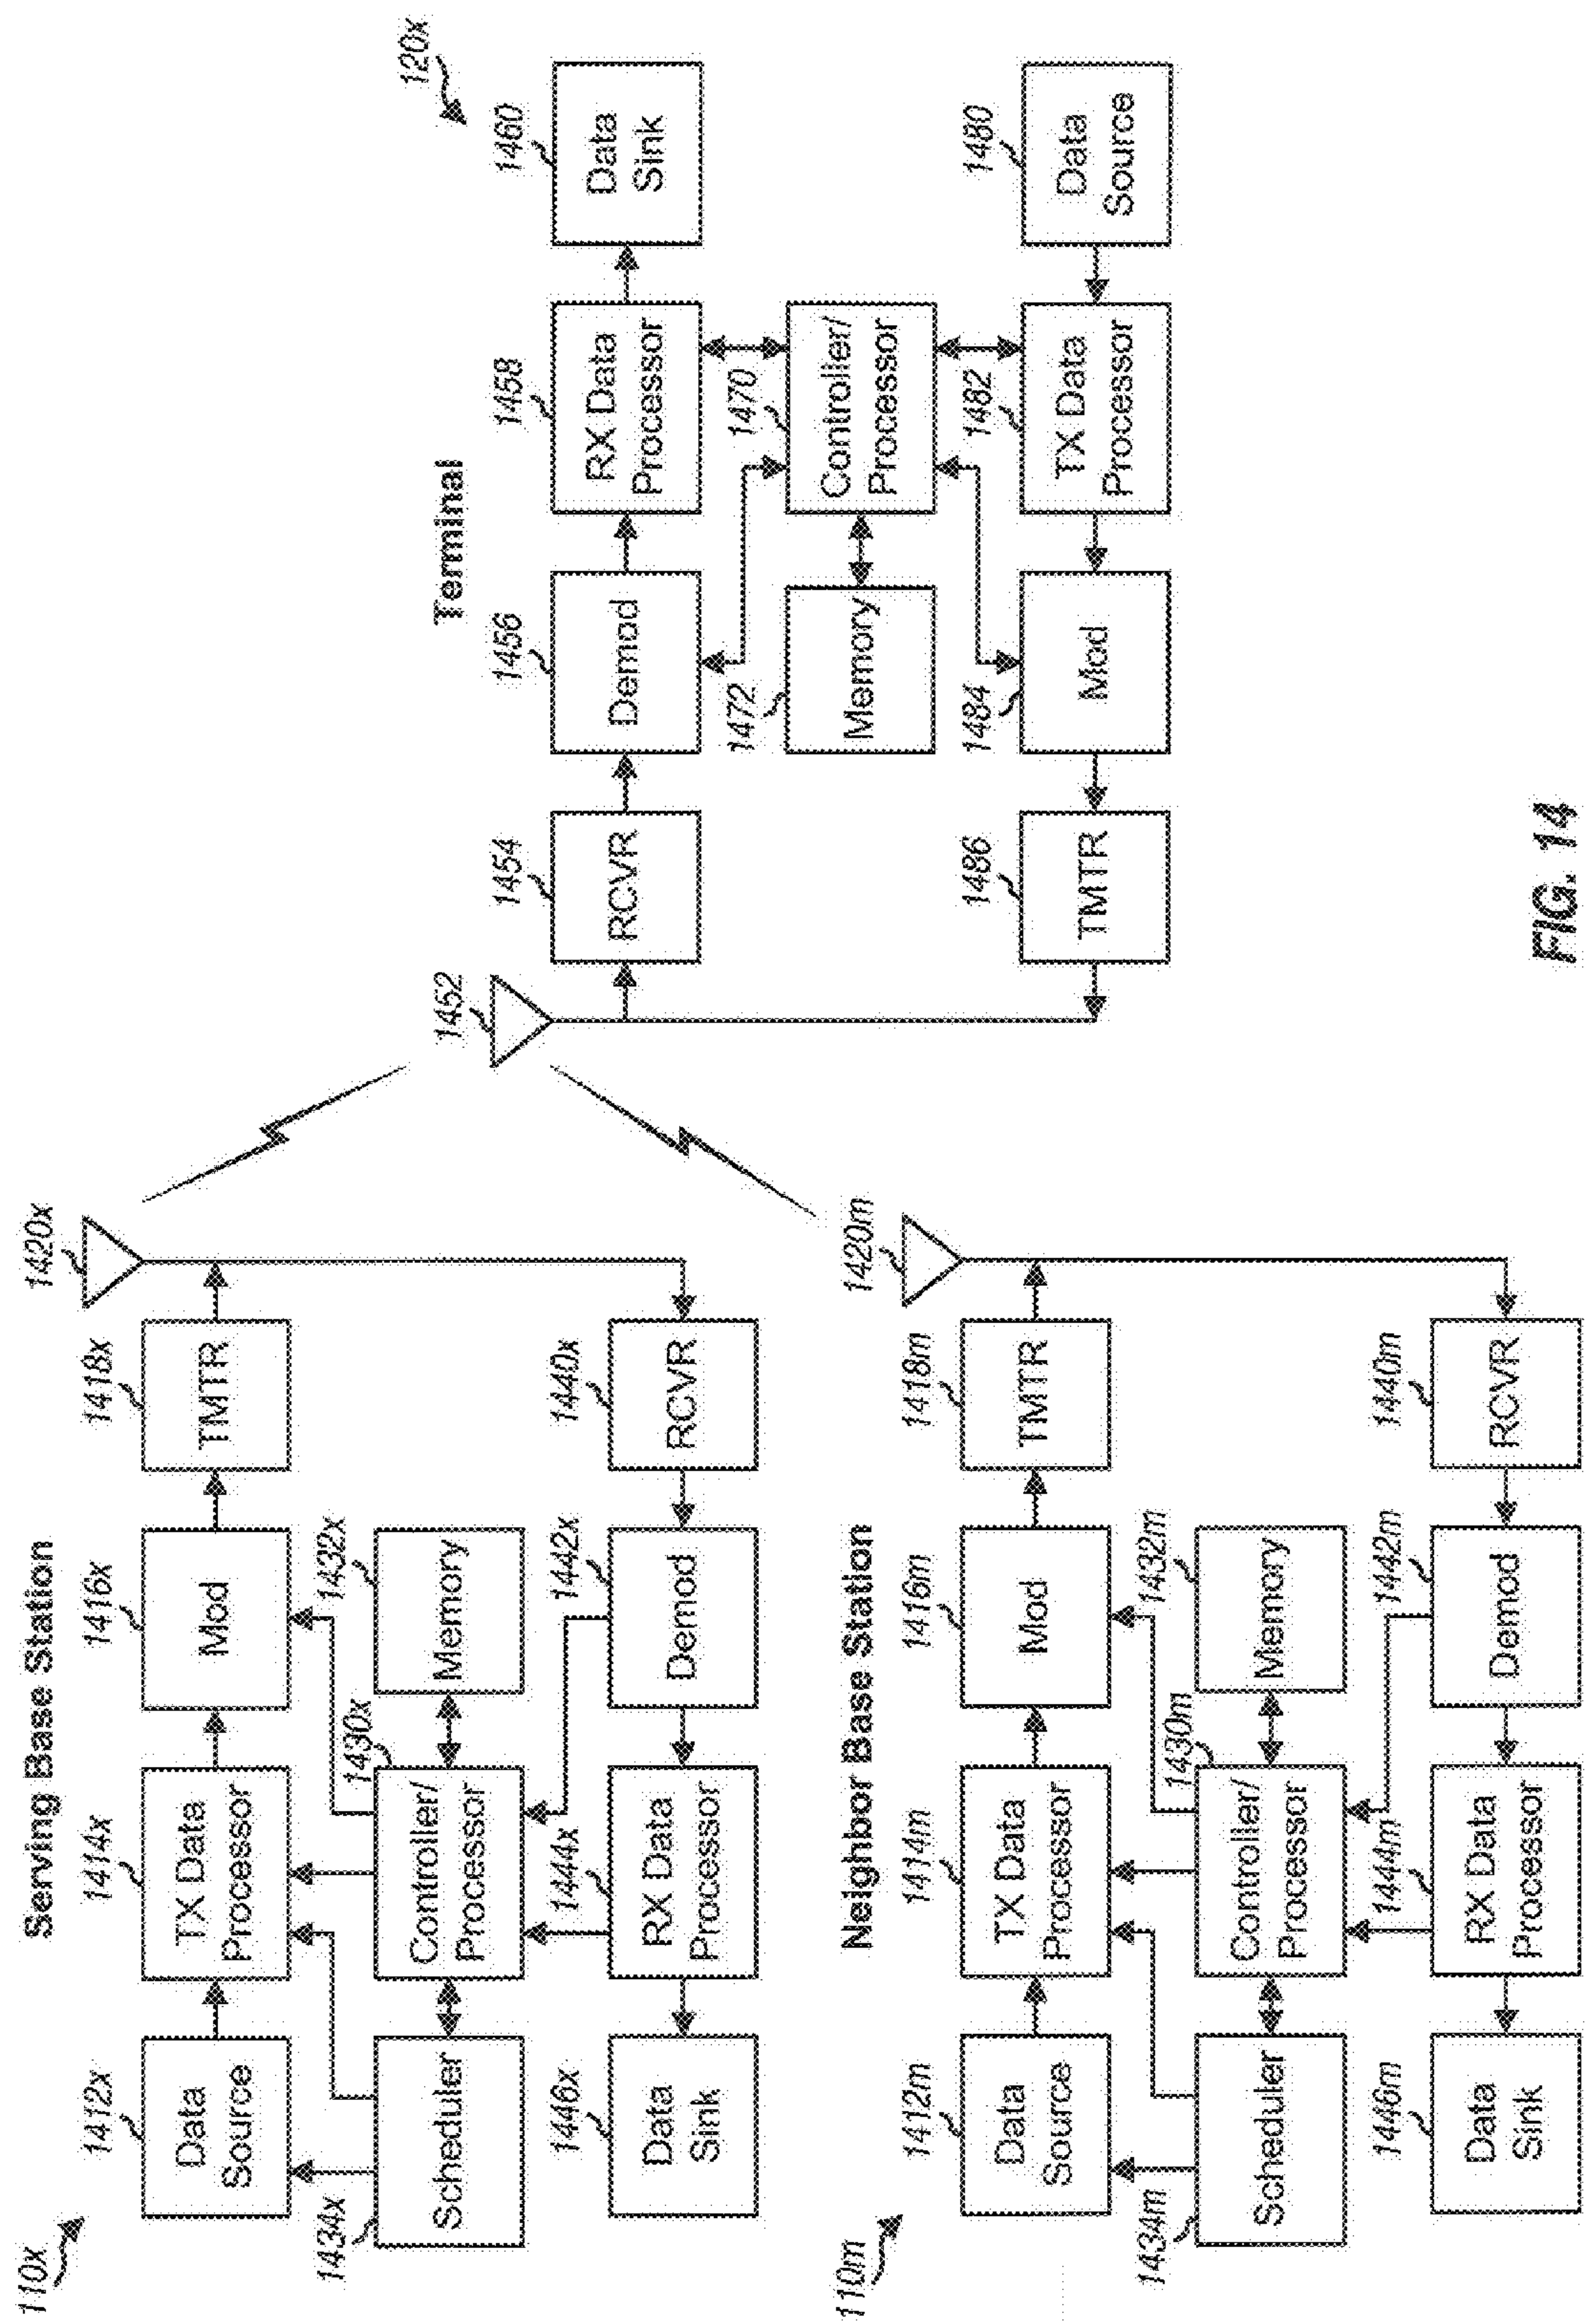 110x
Serving Base Station
1412x
Data
Source
1414x
TX Data
Processor
1416x
Mod
1418x
TMTR
1420x
1434x
Scheduler
1430x
Controller/
Processor
1432x
Memory
1446x
Data
Sink
1444x
RX Data
Processor
1442x
Demod
1440x
RCVR
110m
Neighbor Base Station
1412m
Data
Source
1414m
TX Data
Processor
1416m
Mod
1418m
TMTR
1420m
1434m
Scheduler
1430m
Controller/
Processor
1432m
Memory
1446m
Data
Sink
1444m
RX Data
Processor
1442m
Demod
1440m
RCVR
120x
Terminal
1452
1454
RCVR
1456
Demod
1458
RX Data
Processor
1460
Data
Sink
1472
Memory
1470
Controller/
Processor
1486
TMTR
1484
Mod
1482
TX Data
Processor
1480
Data
Source
FIG. 14